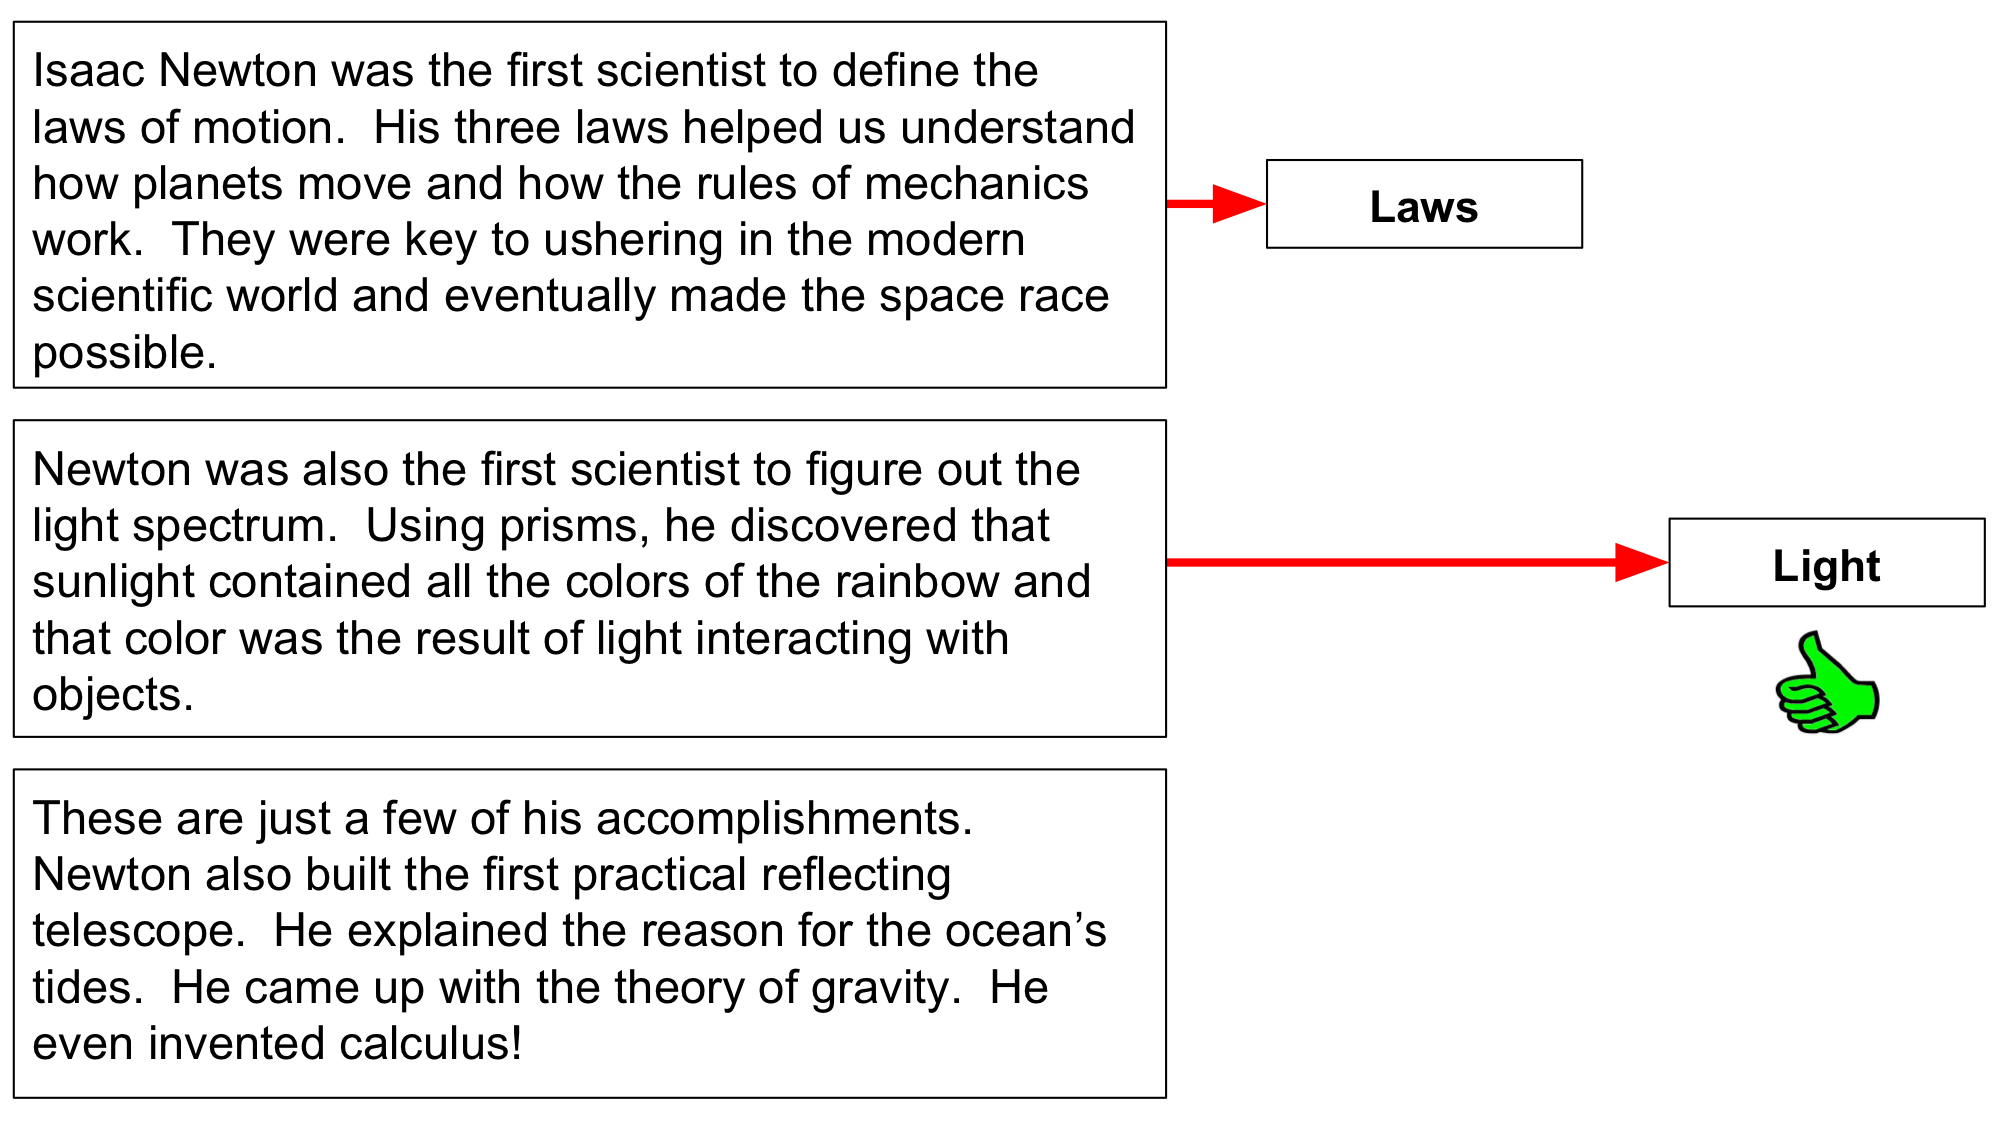 Isaac Newton was the first scientist to define the
laws of motion.  His three laws helped us understand
how planets move and how the rules of mechanics
work.  They were key to ushering in the modern
scientific world and eventually made the space race
possible.
Laws
Newton was also the first scientist to figure out the
light spectrum.  Using prisms, he discovered that
sunlight contained all the colors of the rainbow and
that color was the result of light interacting with
objects.
Light
These are just a few of his accomplishments.
Newton also built the first practical reflecting
telescope.  He explained the reason for the ocean’s
tides.  He came up with the theory of gravity.  He
even invented calculus!